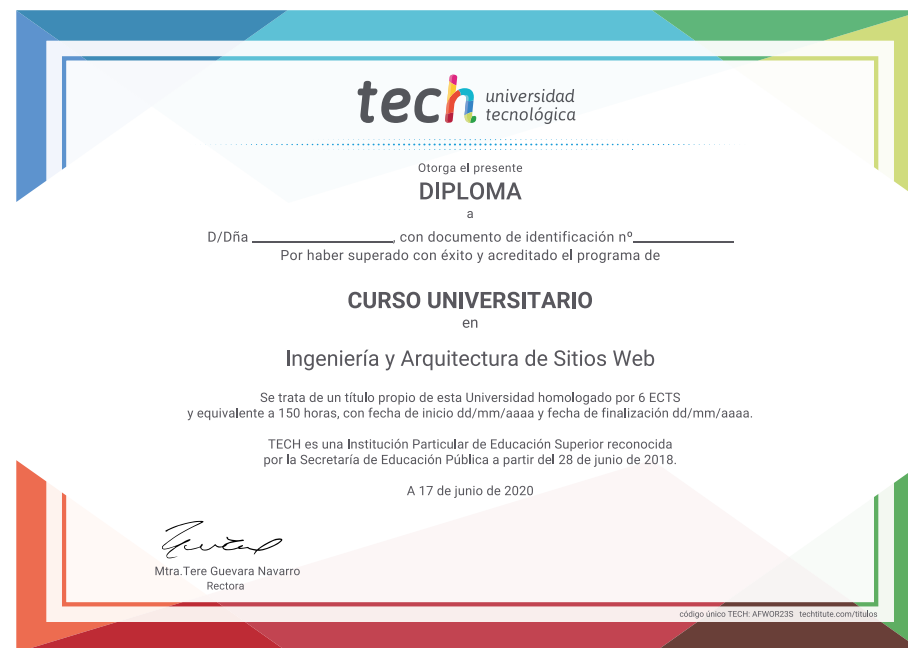 tech universidad
tecnológica
Otorga el presente
DIPLOMA
a
D/Dña ____________________, con documento de identificación nº______________
Por haber superado con éxito y acreditado el programa de
CURSO UNIVERSITARIO
en
Ingeniería y Arquitectura de Sitios Web
Se trata de un título propio de esta Universidad homologado por 6 ECTS
y equivalente a 150 horas, con fecha de inicio dd/mm/aaaa y fecha de finalización dd/mm/aaaa.
TECH es una Institución Particular de Educación Superior reconocida
por la Secretaría de Educación Pública a partir del 28 de junio de 2018.
A 17 de junio de 2020
Mtra.Tere Guevara Navarro
Rectora
código único TECH: AFWOR23S techtitute.com/titulos